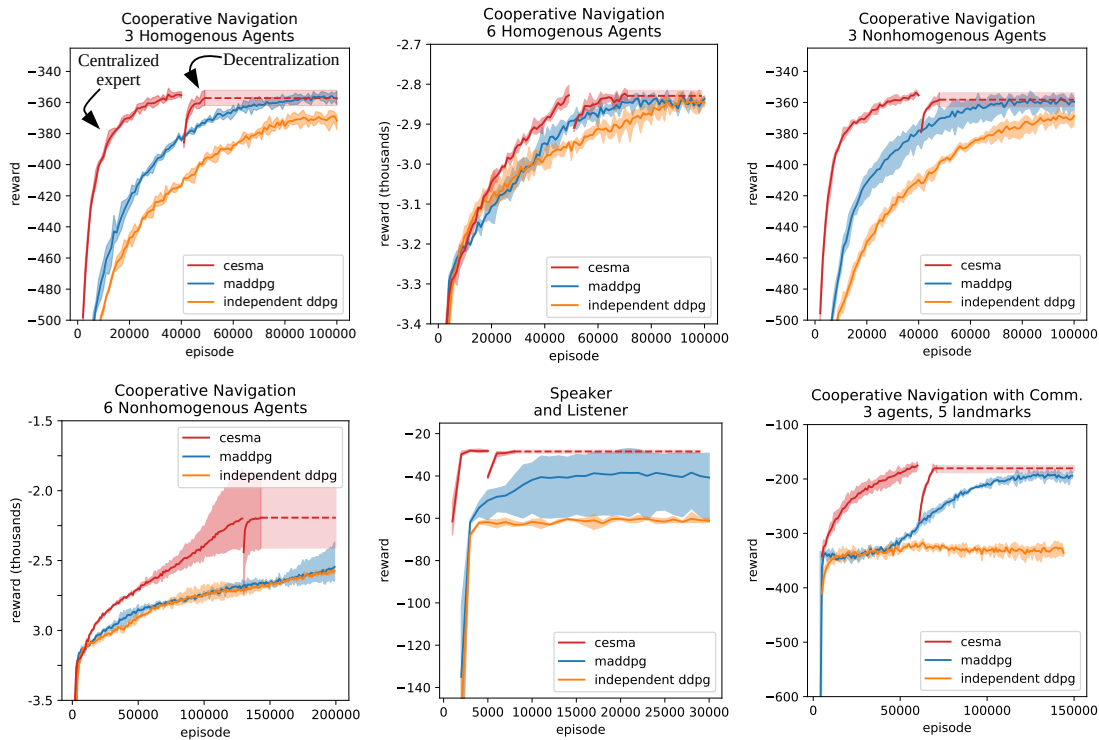 Cooperative Navigation
3 Homogenous Agents
Centralized
expert
Decentralization
−340
−360
−380
−400
−420
−440
−460
−480
−500
reward
0
20000
40000
60000
80000
100000
episode
cesma
maddpg
independent ddpg
Cooperative Navigation
6 Homogenous Agents
−2.7
−2.8
−2.9
−3.0
−3.1
−3.2
−3.3
−3.4
reward (thousands)
0
20000
40000
60000
80000
100000
episode
cesma
maddpg
independent ddpg
Cooperative Navigation
3 Nonhomogenous Agents
−340
−360
−380
−400
−420
−440
−460
−480
−500
reward
0
20000
40000
60000
80000
100000
episode
cesma
maddpg
independent ddpg
Cooperative Navigation
6 Nonhomogenous Agents
-1.5
-2.0
-2.5
3.0
-3.5
reward (thousands)
0
50000
100000
150000
200000
episode
cesma
maddpg
independent ddpg
Speaker
and Listener
−20
−40
−60
−80
−100
−120
−140
reward
0
5000
10000
15000
20000
25000
30000
episode
cesma
maddpg
independent ddpg
Cooperative Navigation with Comm.
3 agents, 5 landmarks
−100
−200
−300
−400
−500
−600
reward
0
50000
100000
150000
episode
cesma
maddpg
independent ddpg